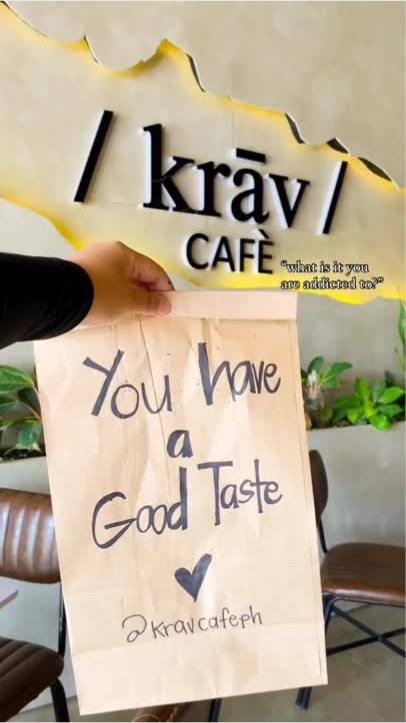 / krāv /
CAFÈ
“what is it you
are addicted to?”
You have
a
Good Taste
@kravcafeph